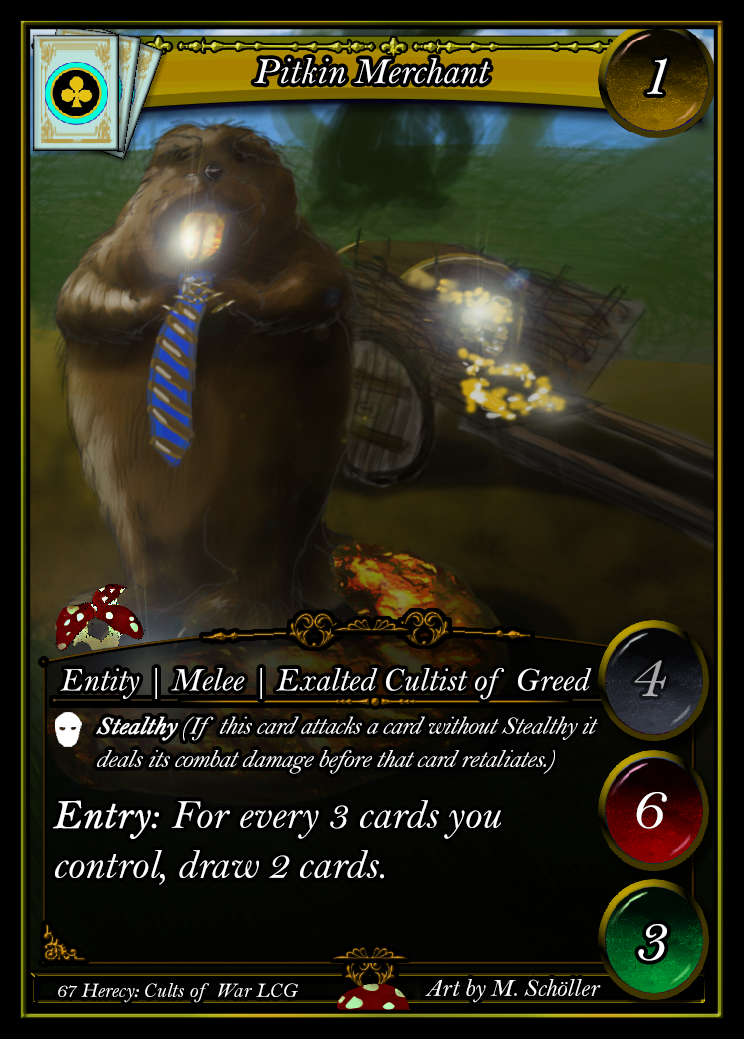 Pitkin Merchant
1
Entity | Melee | Exalted Cultist of Greed
4
Stealthy (If this card attacks a card without Stealthy it
deals its combat damage before that card retaliates.)
6
Entry: For every 3 cards you
control, draw 2 cards.
3
67 Herecy: Cults of War LCG
Art by M. Schöller